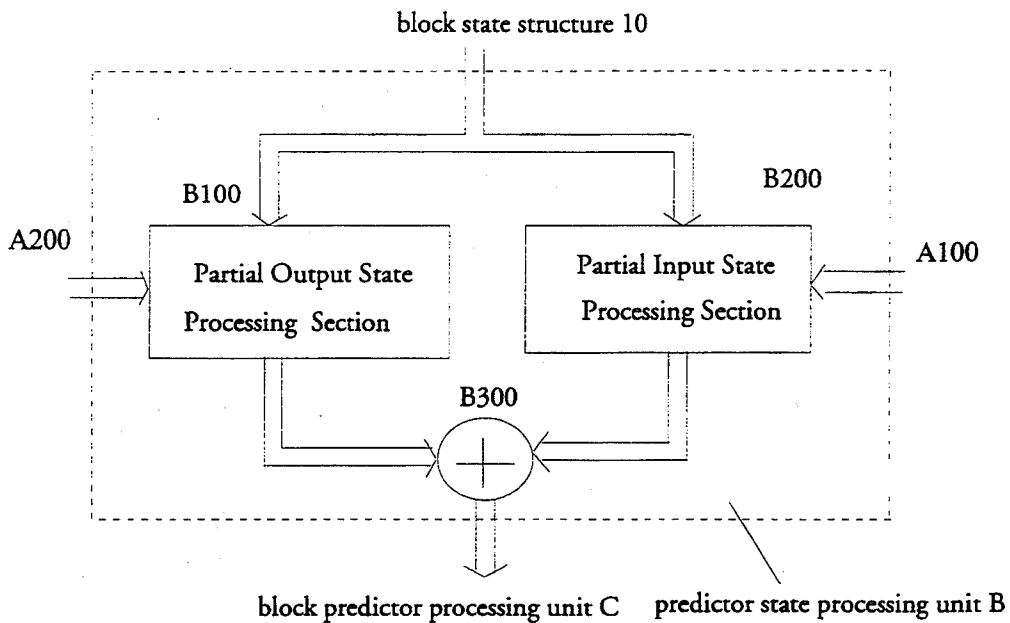 block state structure 10
B100
B200
A200
A100
Partial Output State
Processing Section
Partial Input State
Processing Section
B300
block predictor processing unit C
predictor state processing unit B